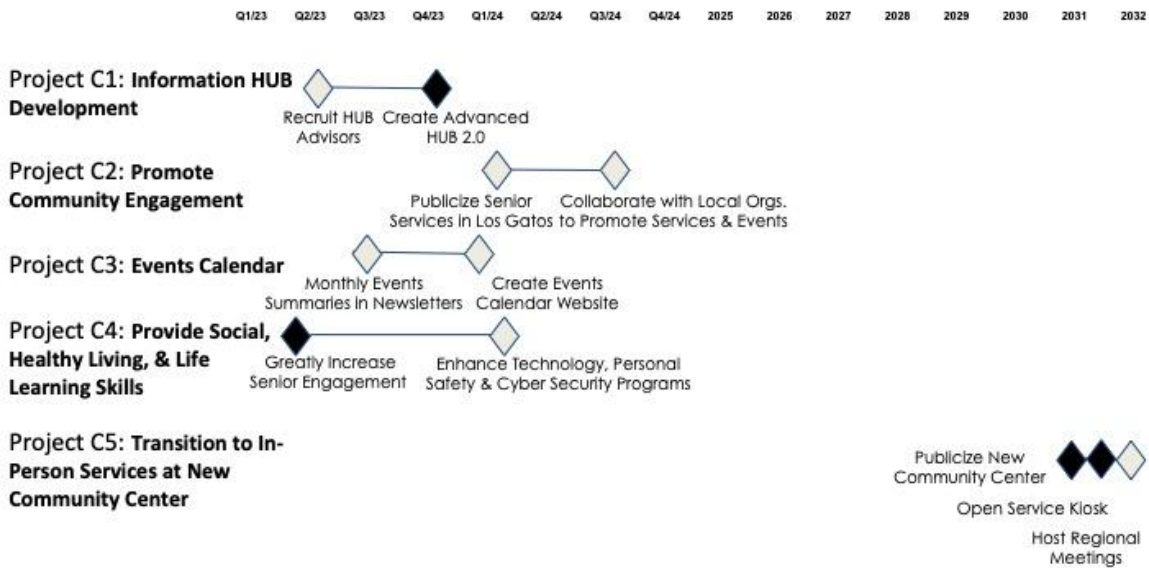 Q1/23 Q2/23 Q3/23 Q4/23 Q1/24 Q2/24 Q3/24 Q4/24 2025 2026 2027 2028 2029 2030 2031 2032
Project C1: Information HUB
Development
Recruit HUB
Advisors
Create Advanced
HUB 2.0
Project C2: Promote
Community Engagement
Publicize Senior
Services in Los Gatos
Collaborate with Local Orgs.
to Promote Services & Events
Project C3: Events Calendar
Monthly Events
Summaries in Newsletters
Create Events
Calendar Website
Project C4: Provide Social,
Healthy Living, & Life
Learning Skills
Greatly Increase
Senior Engagement
Enhance Technology, Personal
Safety & Cyber Security Programs
Project C5: Transition to In-
Person Services at New
Community Center
Publicize New
Community Center
Open Service Kiosk
Host Regional
Meetings